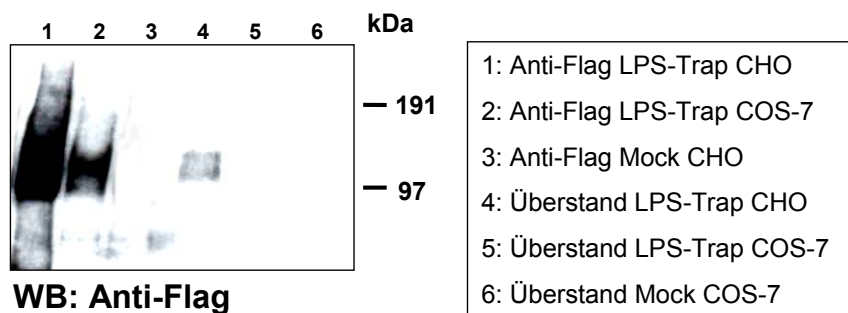 1 2 3 4 5 6 kDa
191
97
WB: Anti-Flag
1: Anti-Flag LPS-Trap CHO
2: Anti-Flag LPS-Trap COS-7
3: Anti-Flag Mock CHO
4: Überstand LPS-Trap CHO
5: Überstand LPS-Trap COS-7
6: Überstand Mock COS-7